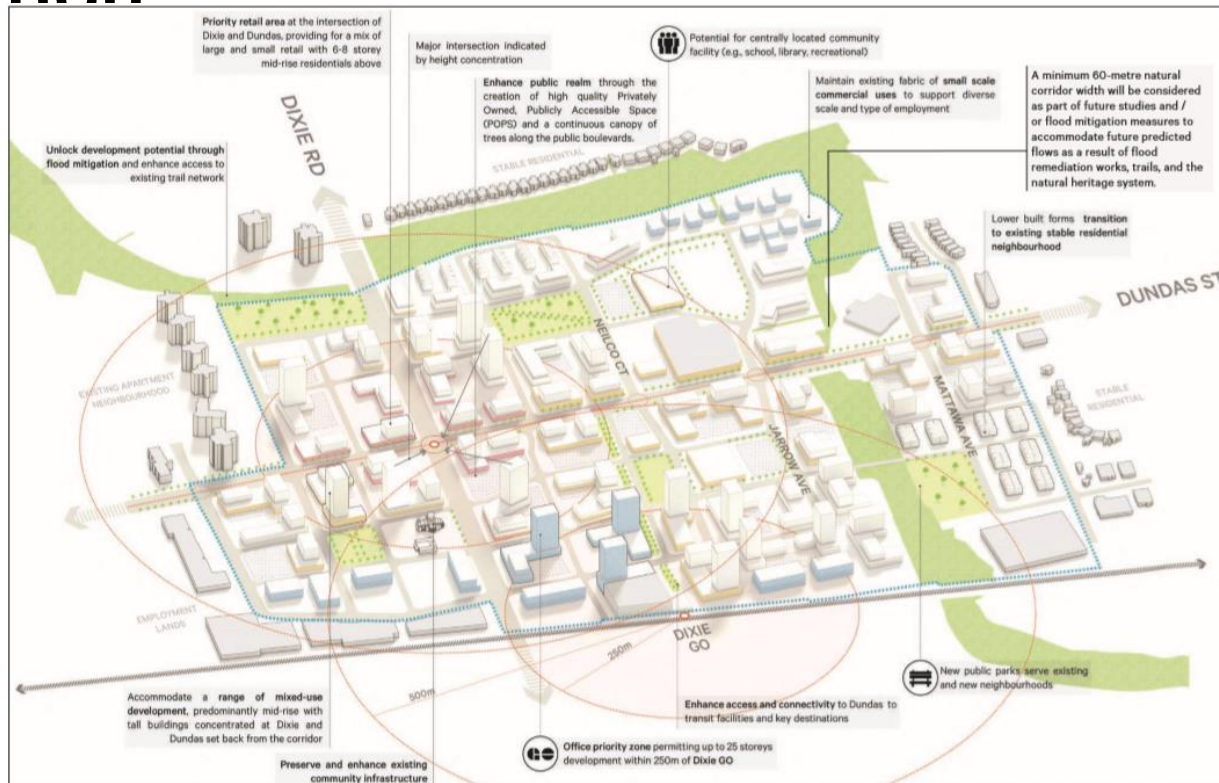 Priority retail area at the intersection of
Dixie and Dundas, providing for a mix of
large and small retail with 6-8 storey
mid-rise residentials above
Major intersection indicated
by height concentration
Enhance public realm through the
creation of high quality Privately
Owned, Publicly Accessible Space
(POPS) and a continuous canopy of
trees along the public boulevards.
Potential for centrally located community
facility (e.g., school, library, recreational)
Maintain existing fabric of small scale
commercial uses to support diverse
scale and type of employment
A minimum 60-metre natural
corridor width will be considered
as part of future studies and /
or flood mitigation measures to
accommodate future predicted
flows as a result of flood
remediation works, trails, and the
natural heritage system.
Unlock development potential through
flood mitigation and enhance access to
existing trail network
DIXIE RD
STABLE RESIDENTIAL
Lower built forms transition
to existing stable residential
neighbourhood
DUNDAS ST
NEILCO CT
EXISTING APARTMENT
NEIGHBOURHOOD
MATTAWA AVE
STABLE
RESIDENTIAL
JARROW AVE
EMPLOYMENT
LANDS
DIXIE
GO
250m
500m
New public parks serve existing
and new neighbourhoods
Accommodate a range of mixed-use
development, predominantly mid-rise with
tall buildings concentrated at Dixie and
Dundas set back from the corridor
Enhance access and connectivity to Dundas to
transit facilities and key destinations
Office priority zone permitting up to 25 storeys
development within 250m of Dixie GO
Preserve and enhance existing
community infrastructure